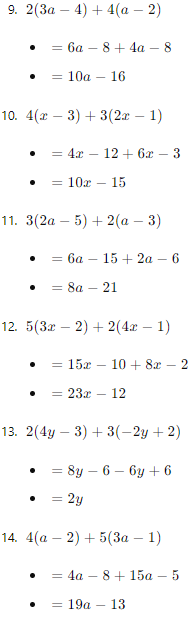 9. 2(3a − 4) + 4(a − 2)
• = 6a − 8 + 4a − 8
• = 10a − 16
10. 4(x − 3) + 3(2x − 1)
• = 4x − 12 + 6x − 3
• = 10x − 15
11. 3(2a − 5) + 2(a − 3)
• = 6a − 15 + 2a − 6
• = 8a − 21
12. 5(3x − 2) + 2(4x − 1)
• = 15x − 10 + 8x − 2
• = 23x − 12
13. 2(4y − 3) + 3(−2y + 2)
• = 8y − 6 − 6y + 6
• = 2y
14. 4(a − 2) + 5(3a − 1)
• = 4a − 8 + 15a − 5
• = 19a − 13